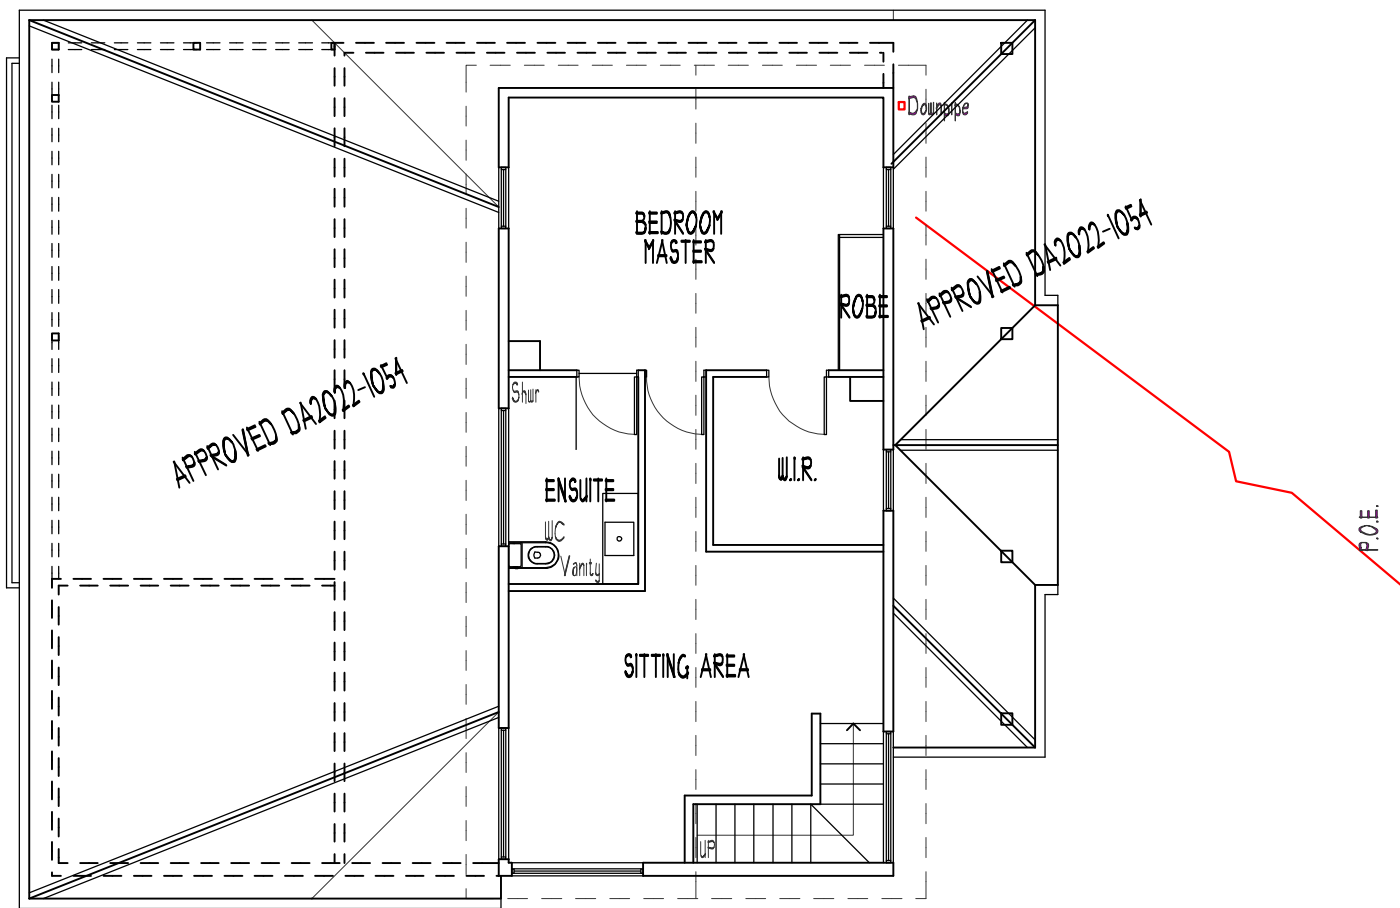 Downpipe
BEDROOM
MASTER
ROBE
APPROVED DA2022-1054
APPROVED DA2022-1054
Shwr
W.I.R.
ENSUITE
WC
Vanity
P.O.E.
SITTING AREA
UP